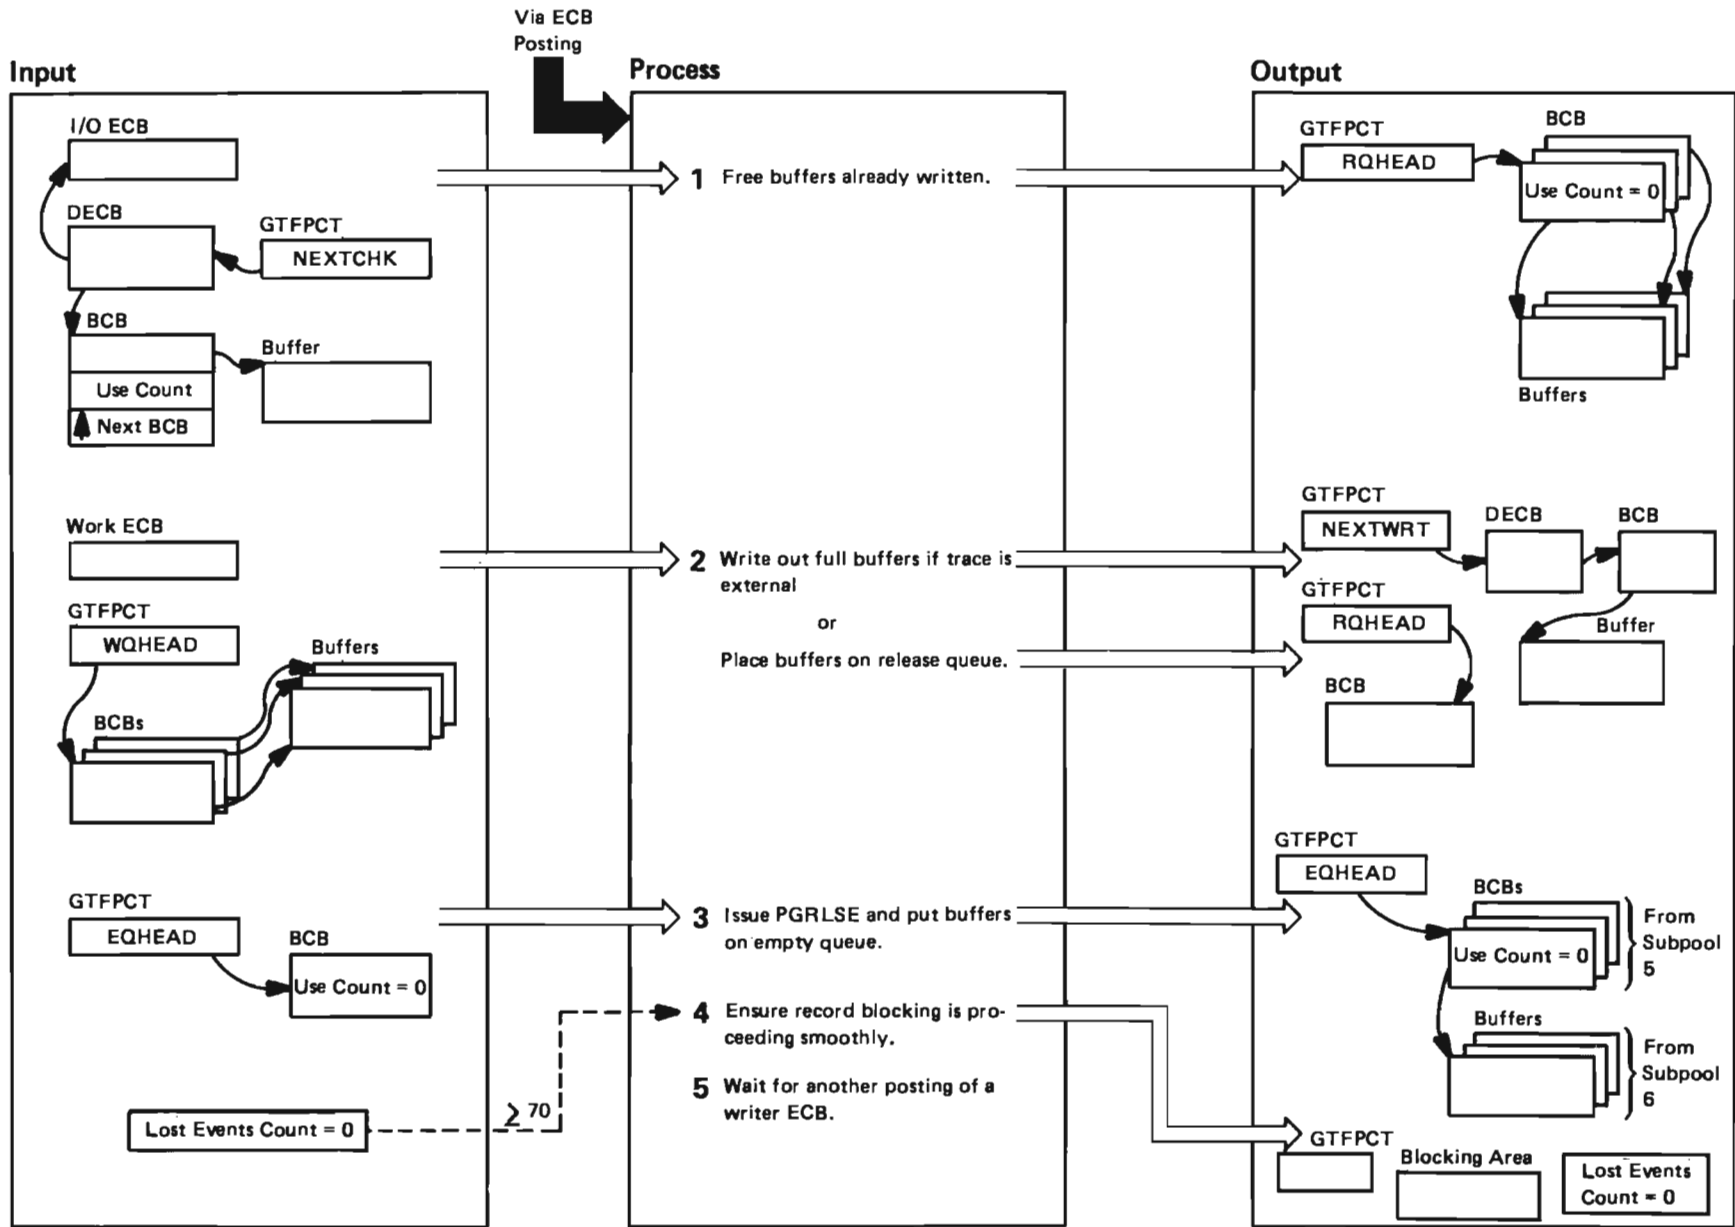 Via ECB
Posting
Input
Process
Output
I/O ECB
DECB
GTFPCT
NEXTCHK
BCB
Buffer
Use Count
Next BCB
Work ECB
GTFPCT
WQHEAD
Buffers
BCBs
GTFPCT
EQHEAD
BCB
Use Count = 0
Lost Events Count = 0
≥ 70
1 Free buffers already written.
2 Write out full buffers if trace is
external
or
Place buffers on release queue.
3 Issue PGRLSE and put buffers
on empty queue.
4 Ensure record blocking is pro-
ceeding smoothly.
5 Wait for another posting of a
writer ECB.
GTFPCT
RQHEAD
BCB
Use Count = 0
Buffers
GTFPCT
NEXTWRT
DECB
BCB
GTFPCT
RQHEAD
Buffer
BCB
GTFPCT
EQHEAD
BCBs
Use Count = 0
From
Subpool
5
Buffers
From
Subpool
6
GTFPCT
Blocking Area
Lost Events
Count = 0